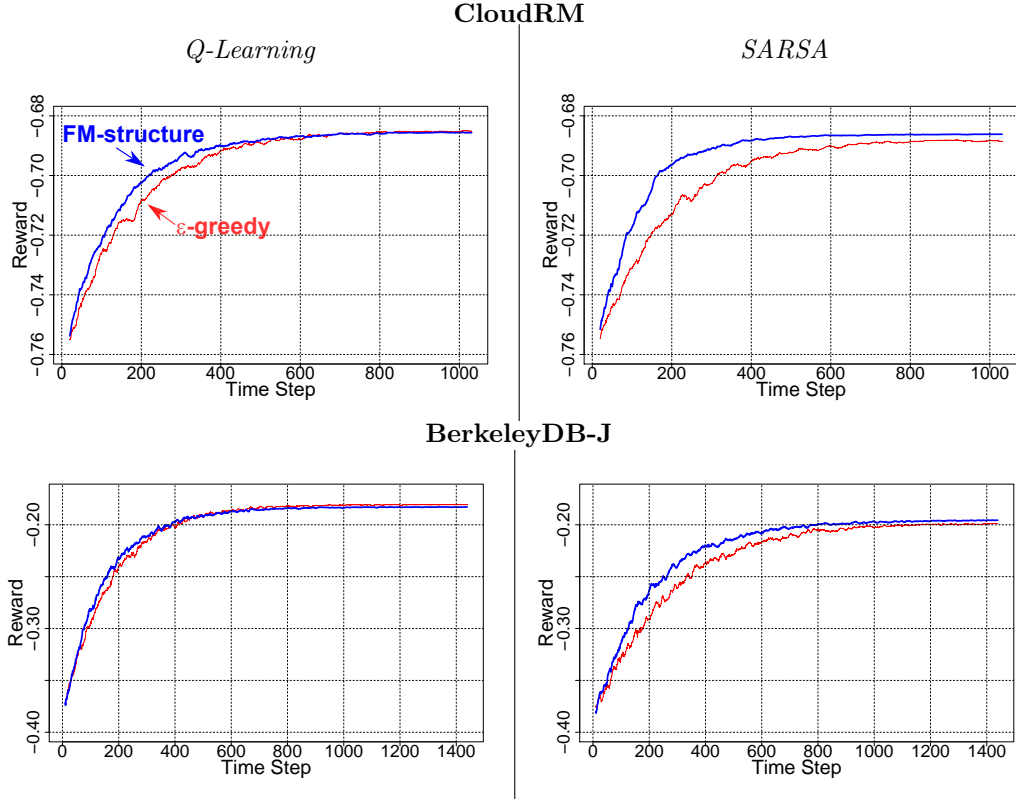 CloudRM
Q-Learning
SARSA
Reward
−0.68
−0.70
−0.72
−0.74
−0.76
FM-structure
ε-greedy
0 200 400 600 800 1000
Time Step
Reward
−0.68
−0.70
−0.72
−0.74
−0.76
0 200 400 600 800 1000
Time Step
BerkeleyDB-J
Reward
−0.20
−0.30
−0.40
0 200 400 600 800 1000 1200 1400
Time Step
Reward
−0.20
−0.30
−0.40
0 200 400 600 800 1000 1200 1400
Time Step